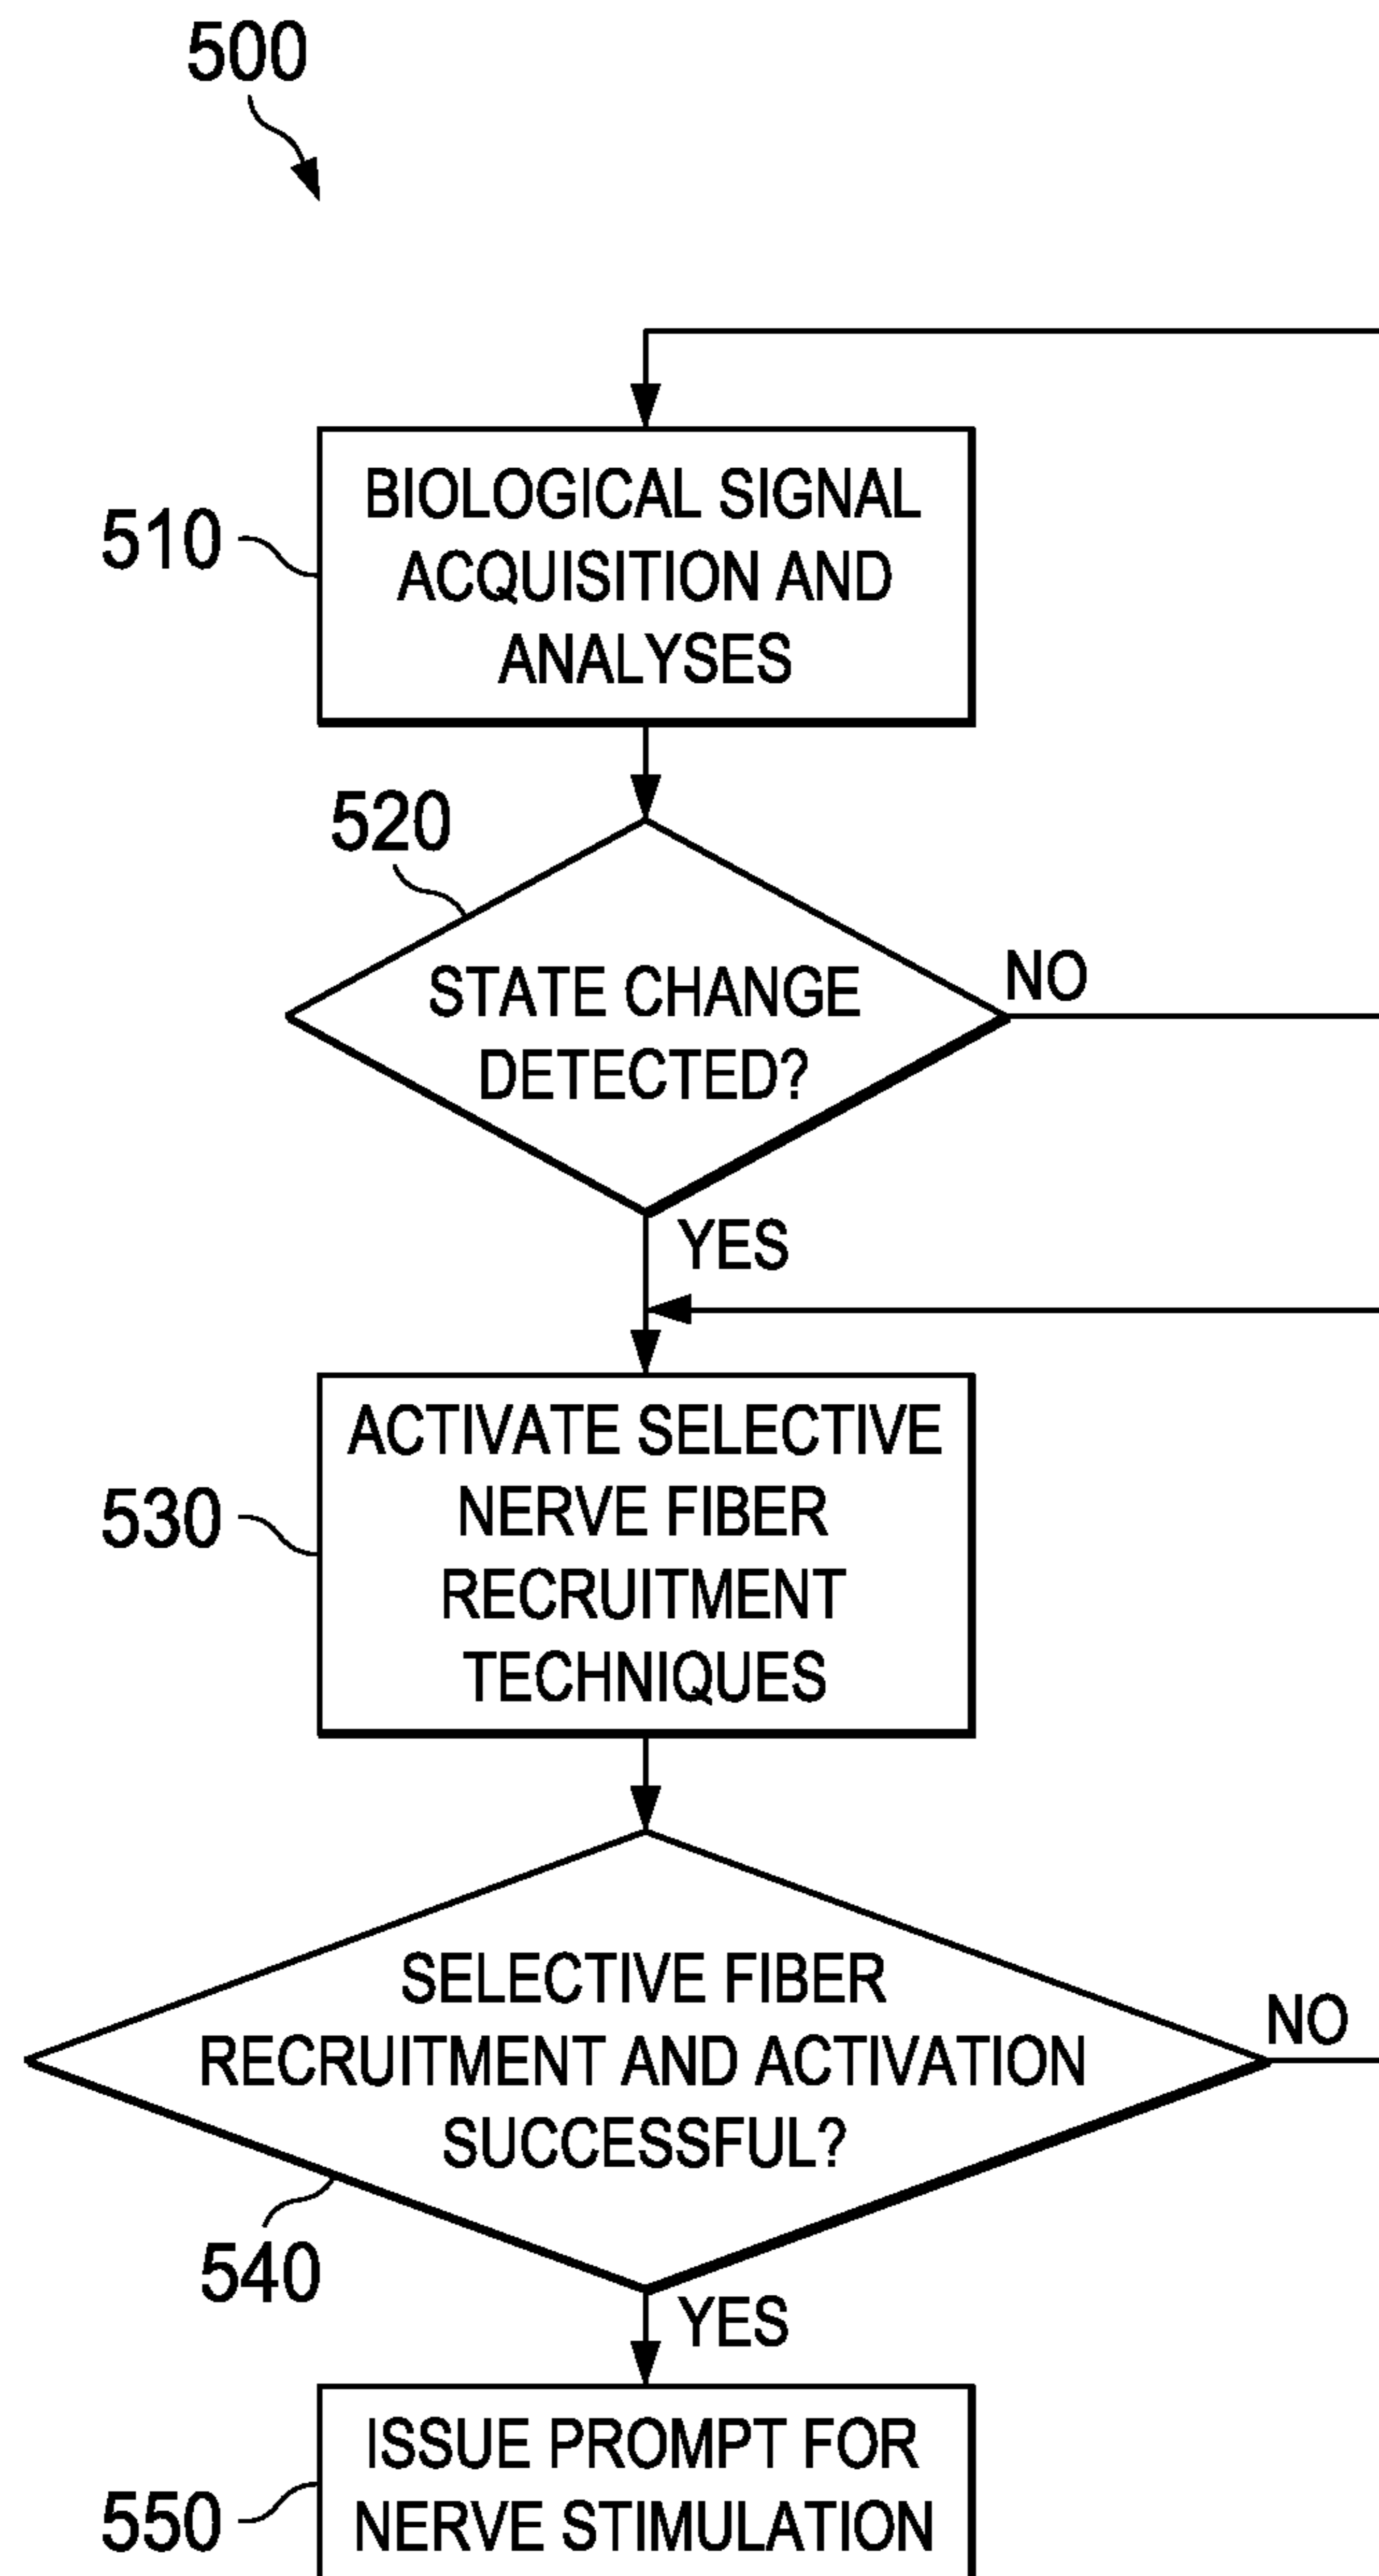 500
510
BIOLOGICAL SIGNAL
ACQUISITION AND
ANALYSES
520
STATE CHANGE
DETECTED?
NO
YES
530
ACTIVATE SELECTIVE
NERVE FIBER
RECRUITMENT
TECHNIQUES
SELECTIVE FIBER
RECRUITMENT AND ACTIVATION
SUCCESSFUL?
NO
540
YES
550
ISSUE PROMPT FOR
NERVE STIMULATION